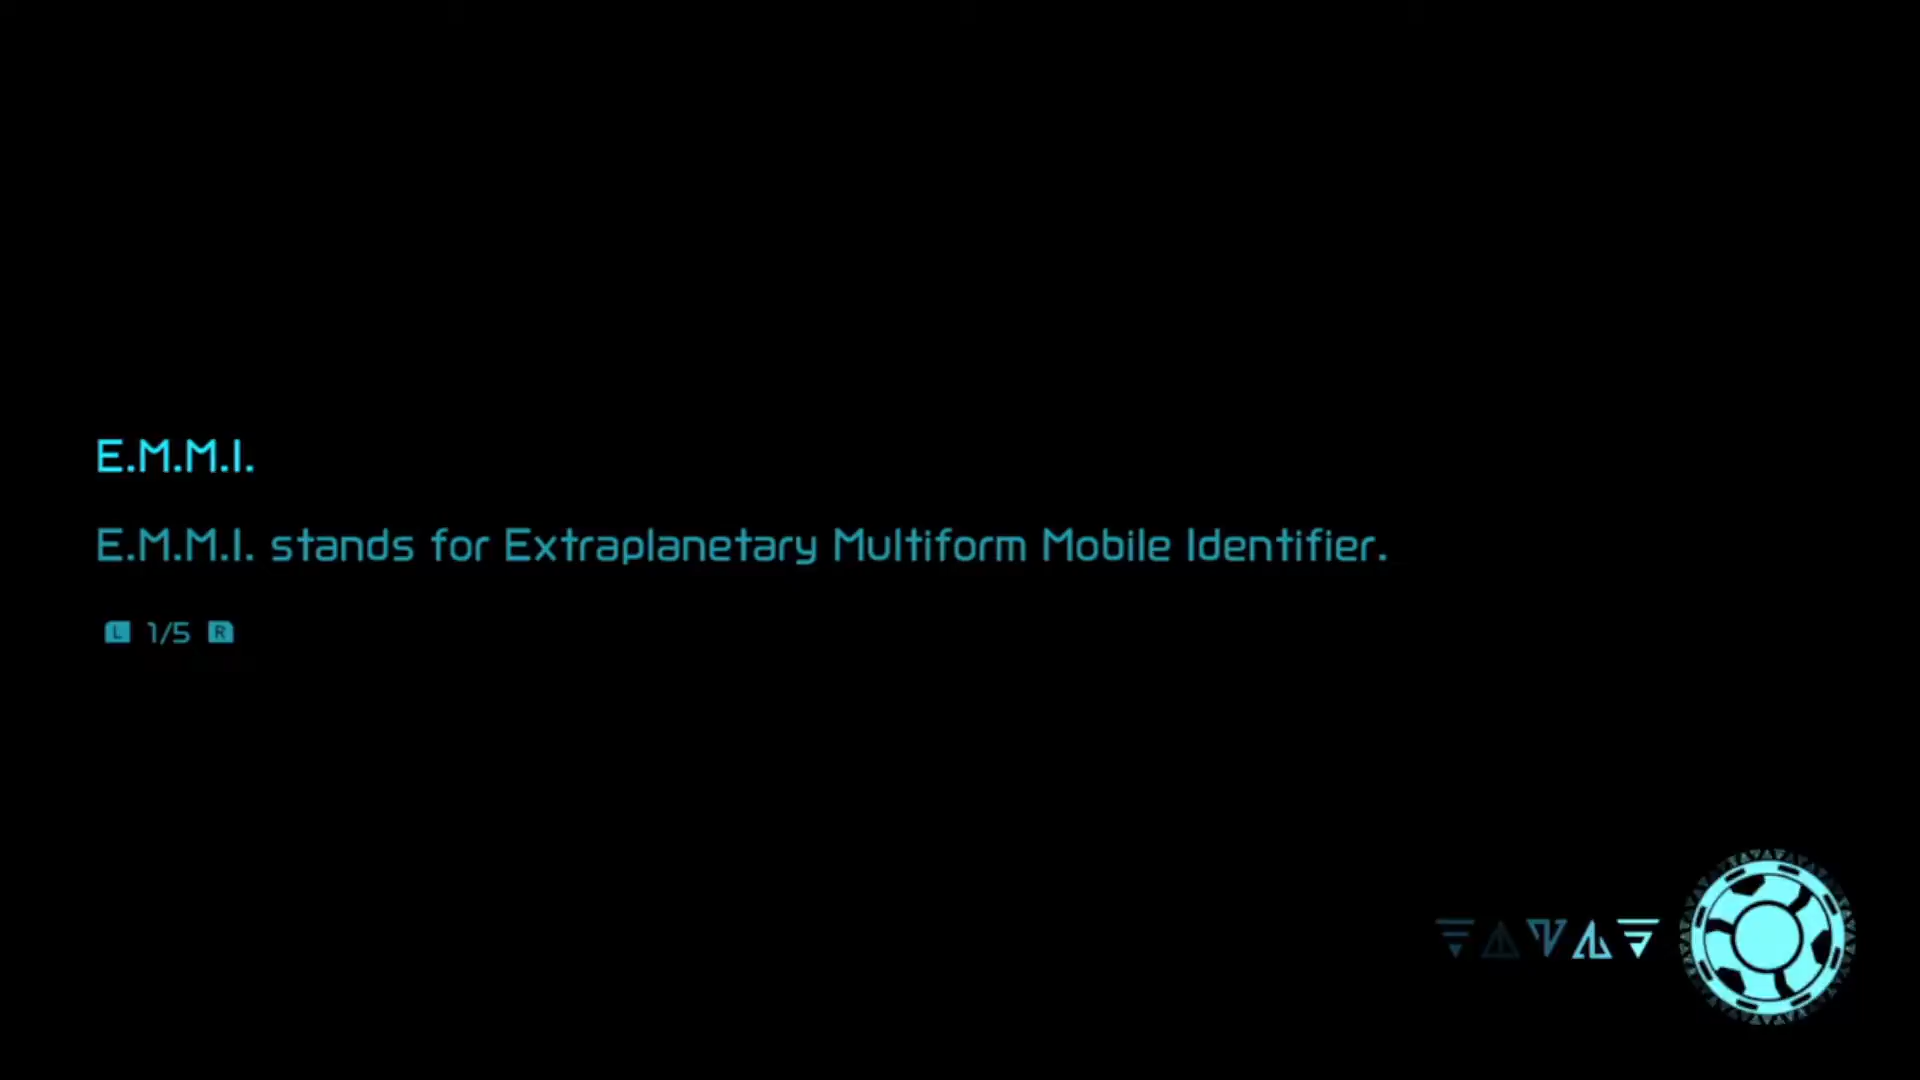 E.M.M.I.
E.M.M.I. stands for Extraplanetary Multiform Mobile Identifier.
L 1/5 R